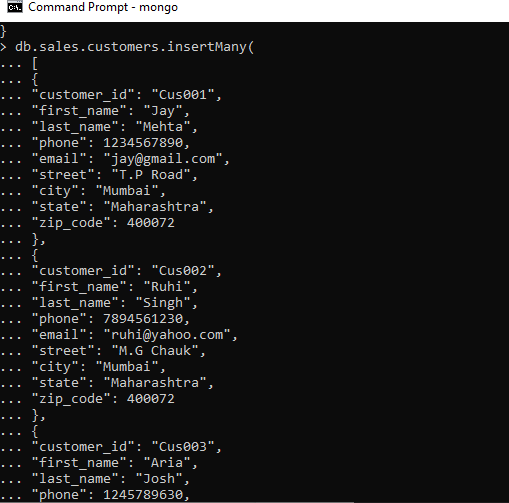 Command Prompt - mongo
}
> db.sales.customers.insertMany(
... [
... {
... "customer_id": "Cus001",
... "first_name": "Jay",
... "last_name": "Mehta",
... "phone": 1234567890,
... "email": "jay@gmail.com",
... "street": "T.P Road",
... "city": "Mumbai",
... "state": "Maharashtra",
... "zip_code": 400072
... },
... {
... "customer_id": "Cus002",
... "first_name": "Ruhi",
... "last_name": "Singh",
... "phone": 7894561230,
... "email": "ruhi@yahoo.com",
... "street": "M.G Chauk",
... "city": "Mumbai",
... "state": "Maharashtra",
... "zip_code": 400072
... },
... {
... "customer_id": "Cus003",
... "first_name": "Aria",
... "last_name": "Josh",
... "phone": 1245789630,